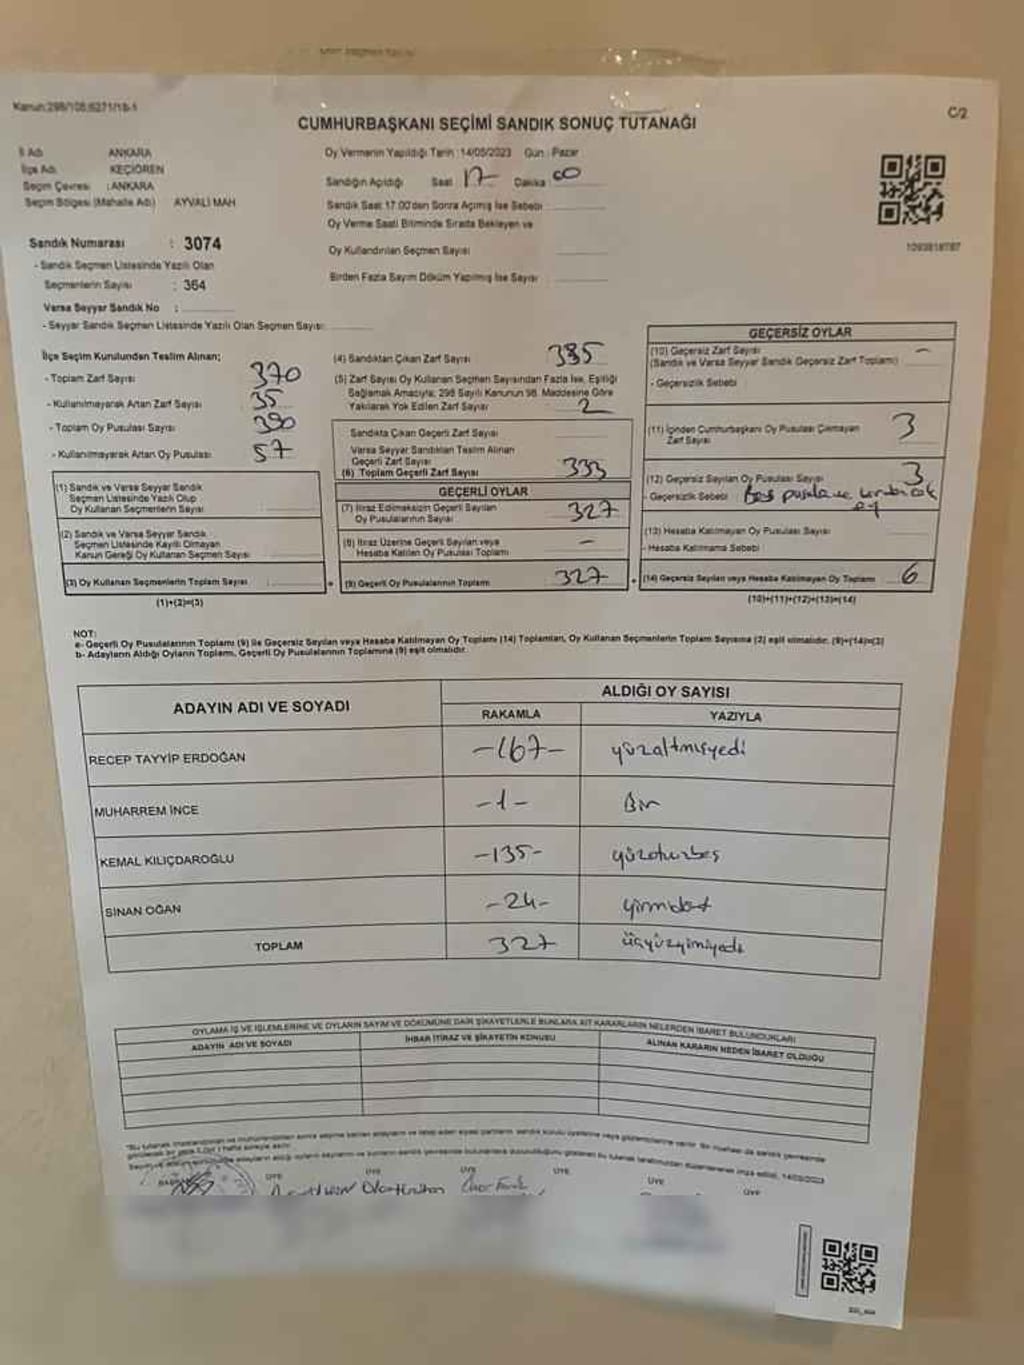 Kanun:298/105;6271/18-1
C/2
CUMHURBAŞKANI SEÇİMİ SANDIK SONUÇ TUTANAĞI
İl Adı : ANKARA
İlçe Adı : KEÇİÖREN
Seçim Çevresi : ANKARA
Seçim Bölgesi (Mahalle Adı) AYVALI MAH
Oy Vermenin Yapıldığı Tarih :14/05/2023 Gün : Pazar
Sandığın Açıldığı Saat 17 Dakika 00
Sandık Saat 17.00'den Sonra Açılmış İse Sebebi
Oy Verme Saati Bitiminde Sırada Bekleyen ve
Oy Kullandırılan Seçmen Sayısı
Birden Fazla Sayım Döküm Yapılmış İse Sayısı
1093818787
Sandık Numarası : 3074
- Sandık Seçmen Listesinde Yazılı Olan
Seçmenlerin Sayısı : 364
Varsa Seyyar Sandık No :
- Seyyar Sandık Seçmen Listesinde Yazılı Olan Seçmen Sayısı:
İlçe Seçim Kurulundan Teslim Alınan;
- Toplam Zarf Sayısı 370
- Kullanılmayarak Artan Zarf Sayısı 35
- Toplam Oy Pusulası Sayısı 390
- Kullanılmayarak Artan Oy Pusulası 57
(1) Sandık ve Varsa Seyyar Sandık
Seçmen Listesinde Yazılı Olup
Oy Kullanan Seçmenlerin Sayısı :
(2) Sandık ve Varsa Seyyar Sandık
Seçmen Listesinde Kayıtlı Olmayan
Kanun Gereği Oy Kullanan Seçmen Sayısı :
(3) Oy Kullanan Seçmenlerin Toplam Sayısı :
(1)+(2)=(3)
(4) Sandıktan Çıkan Zarf Sayısı 335
(5) Zarf Sayısı Oy Kullanan Seçmen Sayısından Fazla İse, Eşitliği
Sağlamak Amacıyla; 298 Sayılı Kanunun 98. Maddesine Göre
Yakılarak Yok Edilen Zarf Sayısı 2
Sandıkta Çıkan Geçerli Zarf Sayısı
Varsa Seyyar Sandıktan Teslim Alınan
Geçerli Zarf Sayısı
(6) Toplam Geçerli Zarf Sayısı 333
GEÇERLİ OYLAR
(7) İtiraz Edilmeksizin Geçerli Sayılan
Oy Pusulalarının Sayısı 327
(8) İtiraz Üzerine Geçerli Sayılan veya
Hesaba Katılan Oy Pusulası Toplamı -
(9) Geçerli Oy Pusulalarının Toplamı 327
GEÇERSİZ OYLAR
(10) Geçersiz Zarf Sayısı -
(Sandık ve Varsa Seyyar Sandık Geçersiz Zarf Toplamı)
- Geçersizlik Sebebi
(11) İçinden Cumhurbaşkanı Oy Pusulası Çıkmayan
Zarf Sayısı 3
(12) Geçersiz Sayılan Oy Pusulası Sayısı 3
- Geçersizlik Sebebi Boş pusula ve
oy
(13) Hesaba Katılmayan Oy Pusulası Sayısı
- Hesaba Katılmama Sebebi
(14) Geçersiz Sayılan veya Hesaba Katılmayan Oy Toplamı 6
(10)+(11)+(12)+(13)=(14)
NOT:
a- Geçerli Oy Pusulalarının Toplamı (9) ile Geçersiz Sayılan veya Hesaba Katılmayan Oy Toplamı (14) Toplamları, Oy Kullanan Seçmenlerin Toplam Sayısına (3) eşit olmalıdır. (9)+(14)=(3)
b- Adayların Aldığı Oyların Toplamı, Geçerli Oy Pusulalarının Toplamına (9) eşit olmalıdır.
ADAYIN ADI VE SOYADI
ALDIĞI OY SAYISI
RAKAMLA YAZIYLA
RECEP TAYYİP ERDOĞAN -167- yüzaltmışyedi
MUHARREM İNCE -1- Bir
KEMAL KILIÇDAROĞLU -135- yüzotuzbeş
SİNAN OĞAN -24- yirmidört
TOPLAM 327 üçyüzyirmiyedi
OYLAMA İŞ VE İŞLEMLERİNE VE OYLARIN SAYIM VE DÖKÜMÜNE DAİR ŞİKAYETLERLE BUNLARA AİT KARARLARIN NELERDEN İBARET BULUNDUKLARI
ADAYIN ADI VE SOYADI
İHBAR İTİRAZ VE ŞİKAYETİN KONUSU
ALINAN KARARIN NEDEN İBARET OLDUĞU
BAŞKAN ÜYE ÜYE ÜYE ÜYE ÜYE ÜYE